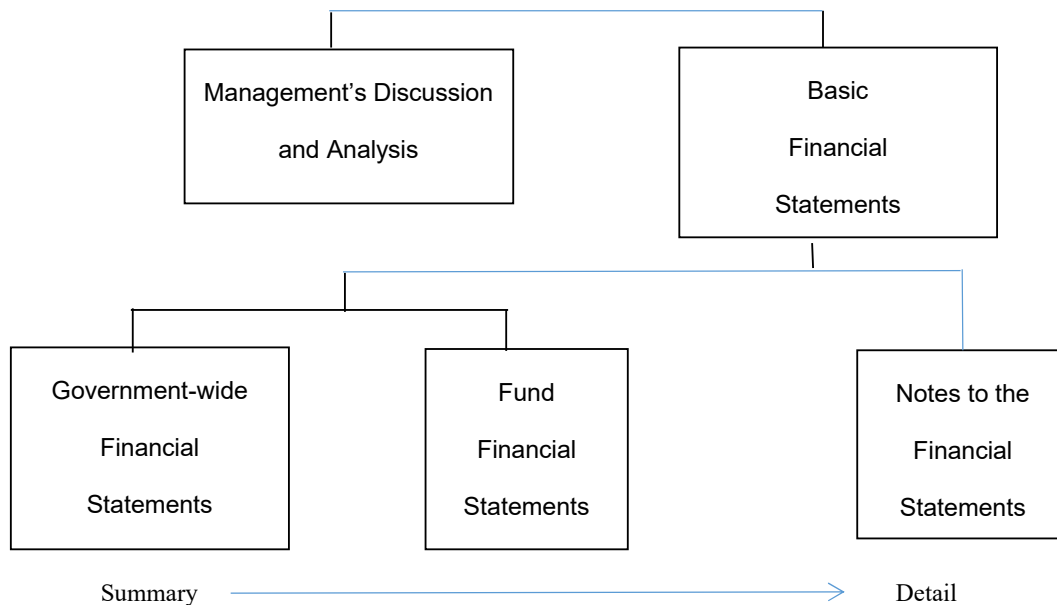 Management’s Discussion
and Analysis
Basic
Financial
Statements
Government-wide
Financial
Statements
Fund
Financial
Statements
Notes to the
Financial
Statements
Summary
Detail